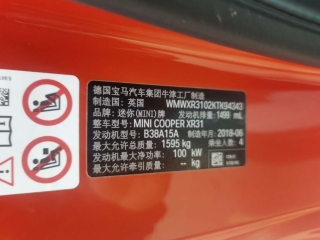 德国宝马汽车集团牛津工厂制造
制造国：英国 WMWXR3102KTK94343
品牌：迷你(MINI)牌 发动机排量：1499 mL
整车型号：MINI COOPER XR31
发动机型号：B38A15A 制造年月：2018-06
最大允许总质量：1595 kg 乘坐人数：4
发动机最大净功率：100 kW
最大允许牵引质量：-- kg